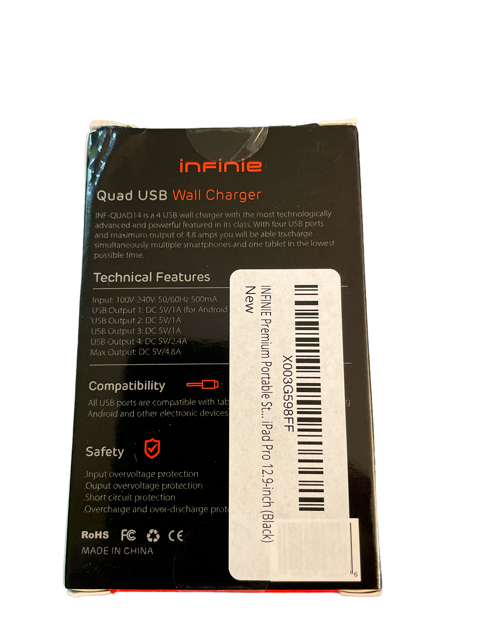 infinie
Quad USB Wall Charger
INF-QUAD14 is a 4 USB wall charger with the most technologically
advanced and powerful featured in its class. With four USB ports
and maximum output of 4.8 amps you will be able to.charge
simultaneously multiple smartphones and one tablet in the lowest
possible time.
Technical Features
Input: 100V-240V, 50/60Hz 500mA
USB Output 1: DC 5V/1A (for Android
USB Output 2: DC 5V/1A
USB Output 3: DC 5V/1A
USB Output 4: DC 5V/2.4A
Max Output: DC 5V/4.8A
Compatibility
All USB ports are compatible with tab
Android and other electronic devices
Safety
.Input overvoltage protection
.Ouput overvoltage protection
.Short circuit protection
.Overcharge and over-discharge prot
RoHS FC CE
MADE IN CHINA
X003G598FF
INFINIE Premium Portable St... iPad Pro 12.9-inch (Black)
New
6